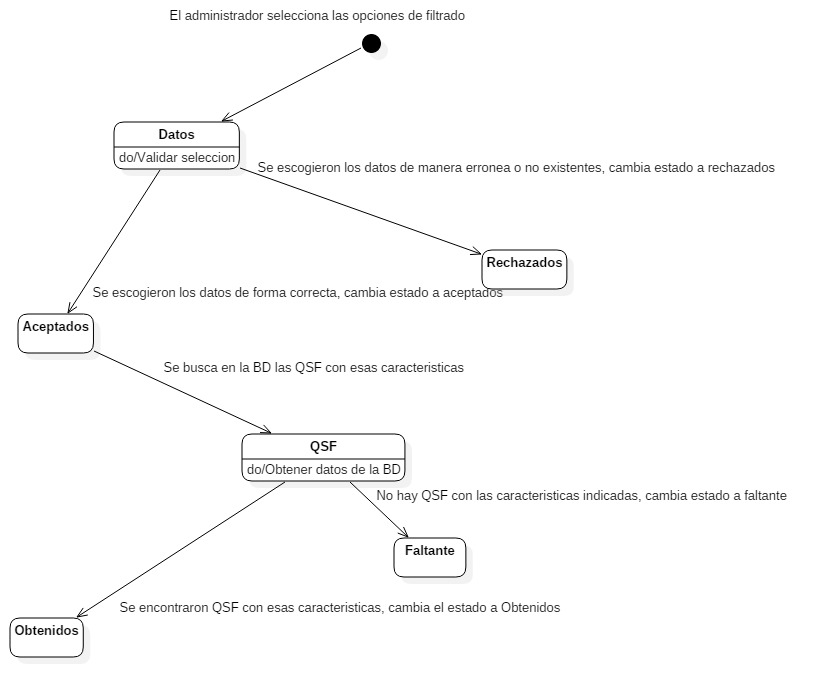 El administrador selecciona las opciones de filtrado
Datos
do/Validar seleccion
Se escogieron los datos de manera erronea o no existentes, cambia estado a rechazados
Rechazados
Se escogieron los datos de forma correcta, cambia estado a aceptados
Aceptados
Se busca en la BD las QSF con esas caracteristicas
QSF
do/Obtener datos de la BD
No hay QSF con las caracteristicas indicadas, cambia estado a faltante
Faltante
Se encontraron QSF con esas caracteristicas, cambia el estado a Obtenidos
Obtenidos